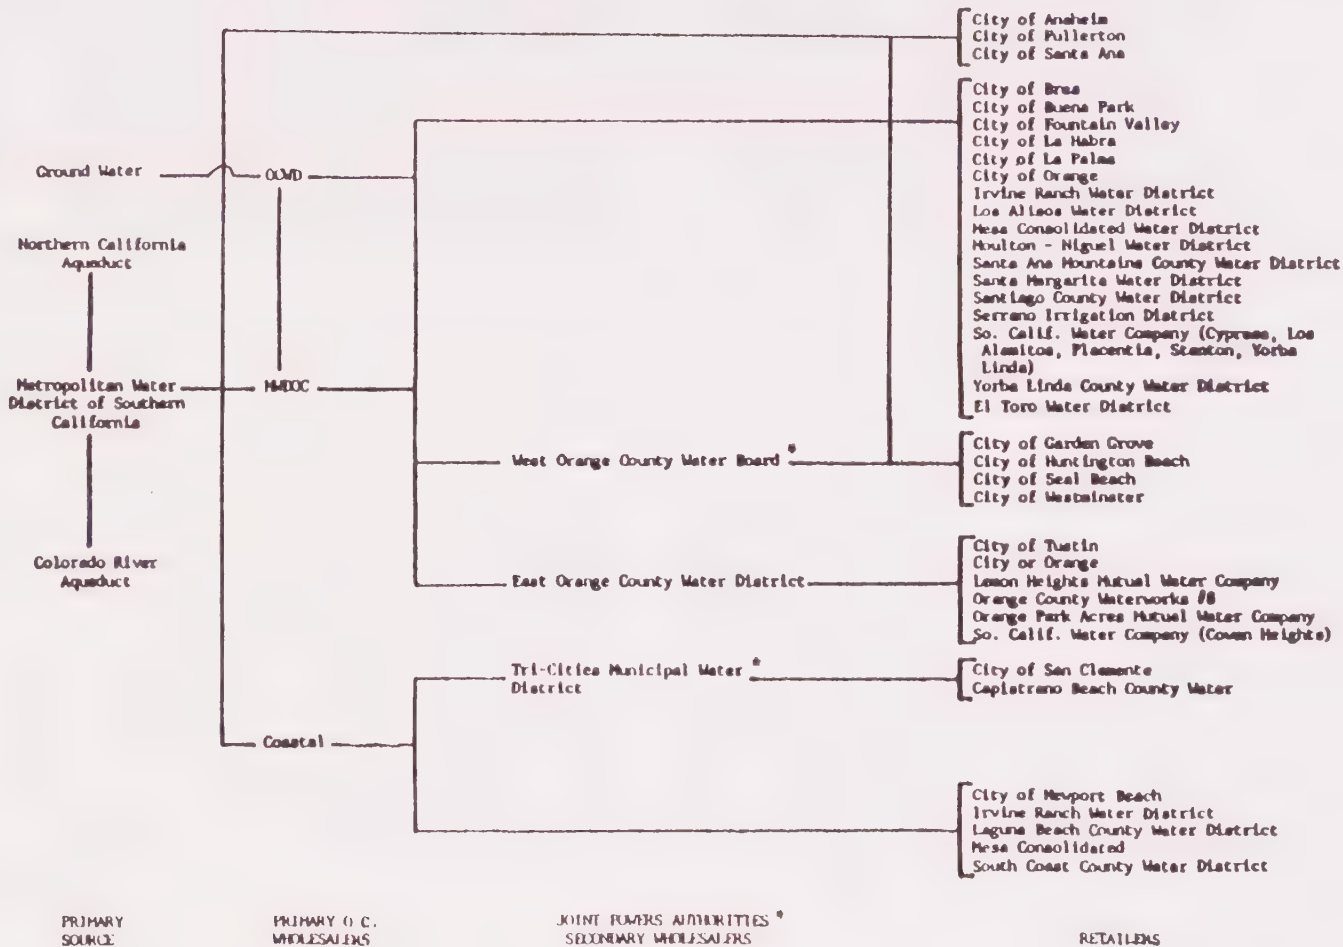 City of Anaheim
City of Fullerton
City of Santa Ana
City of Brea
City of Buena Park
City of Fountain Valley
City of La Habra
City of La Palma
City of Orange
Irvine Ranch Water District
Los Alisos Water District
Mesa Consolidated Water District
Moulton - Niguel Water District
Santa Ana Mountains County Water District
Santa Margarita Water District
Santiago County Water District
Serrano Irrigation District
So. Calif. Water Company (Cypress, Los
Alamitos, Placentia, Stanton, Yorba
Linda)
Yorba Linda County Water District
El Toro Water District
Ground Water
OCWD
Northern California
Aqueduct
Metropolitan Water
District of Southern
California
MWDOC
Colorado River
Aqueduct
West Orange County Water Board *
City of Garden Grove
City of Huntington Beach
City of Seal Beach
City of Westminster
East Orange County Water District
City of Tustin
City or Orange
Lemon Heights Mutual Water Company
Orange County Waterworks #8
Orange Park Acres Mutual Water Company
So. Calif. Water Company (Cowan Heights)
Tri-Cities Municipal Water *
District
City of San Clemente
Capistrano Beach County Water
Coastal
City of Newport Beach
Irvine Ranch Water District
Laguna Beach County Water District
Mesa Consolidated
South Coast County Water District
PRIMARY
SOURCE
PRIMARY O.C.
WHOLESALERS
JOINT POWERS AUTHORITIES *
SECONDARY WHOLESALERS
RETAILERS